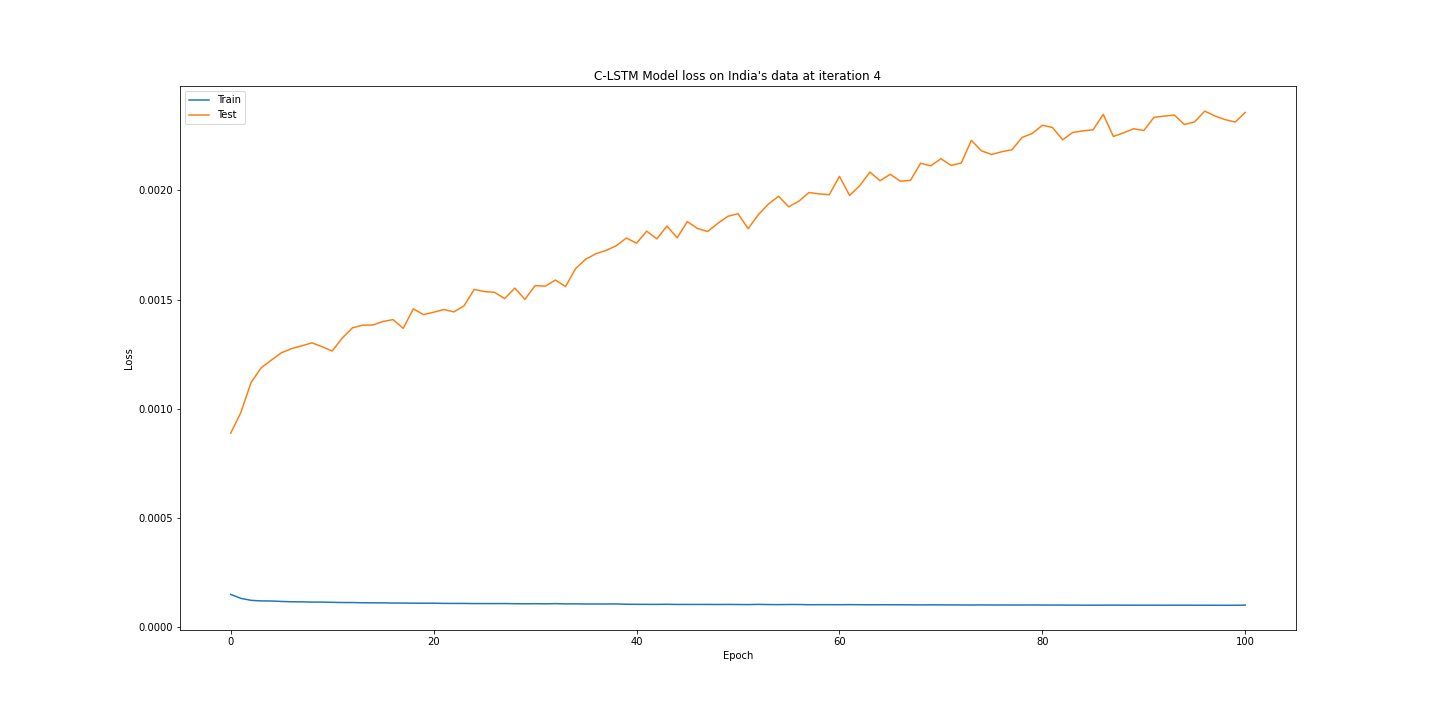 C-LSTM Model loss on India's data at iteration 4
Train
Test
0.0020
0.0015
0.0010
0.0005
0.0000
Loss
0 20 40 60 80 100
Epoch